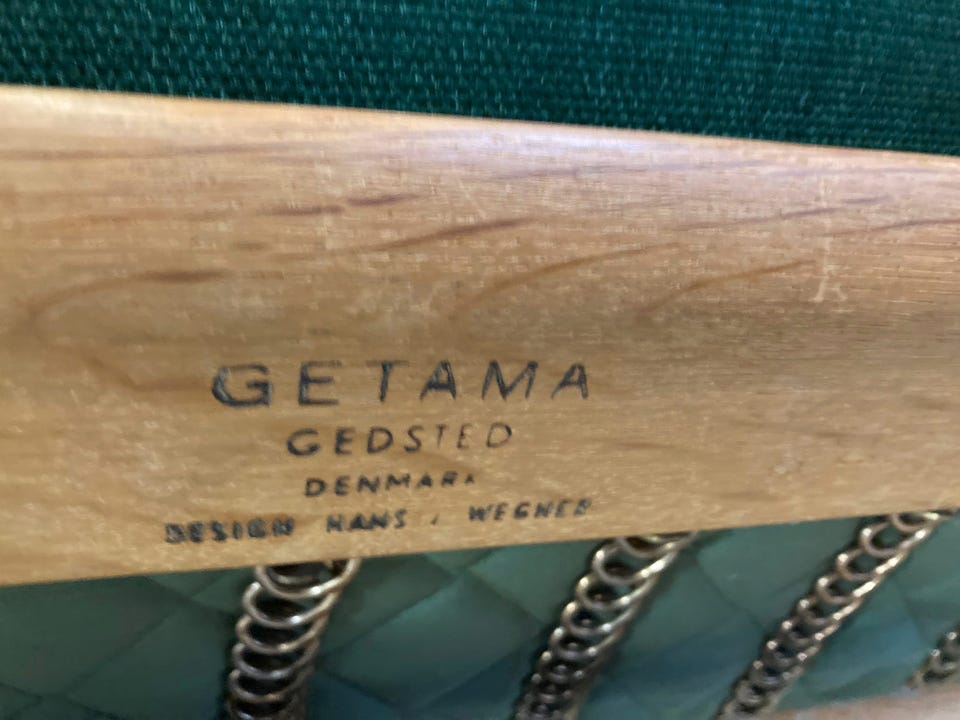 GETAMA
GEDSTED
DENMARK
DESIGN HANS . WEGNER